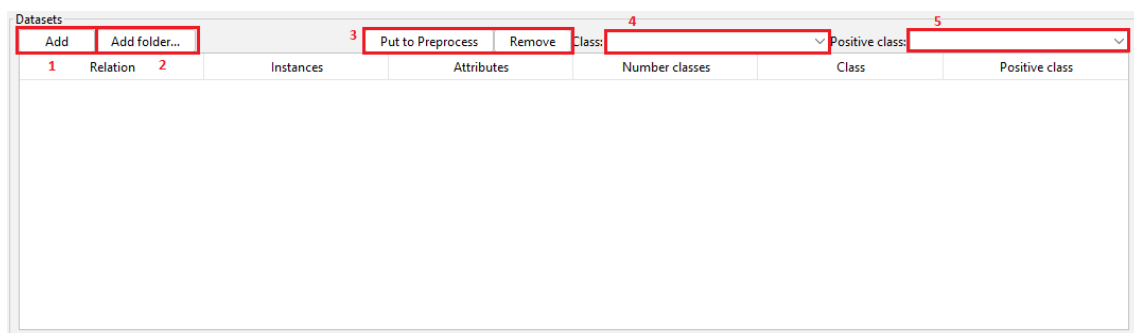 Datasets
4
5
Add Add folder... 3 Put to Preprocess Remove Class: Positive class:
1 Relation 2 Instances Attributes Number classes Class Positive class